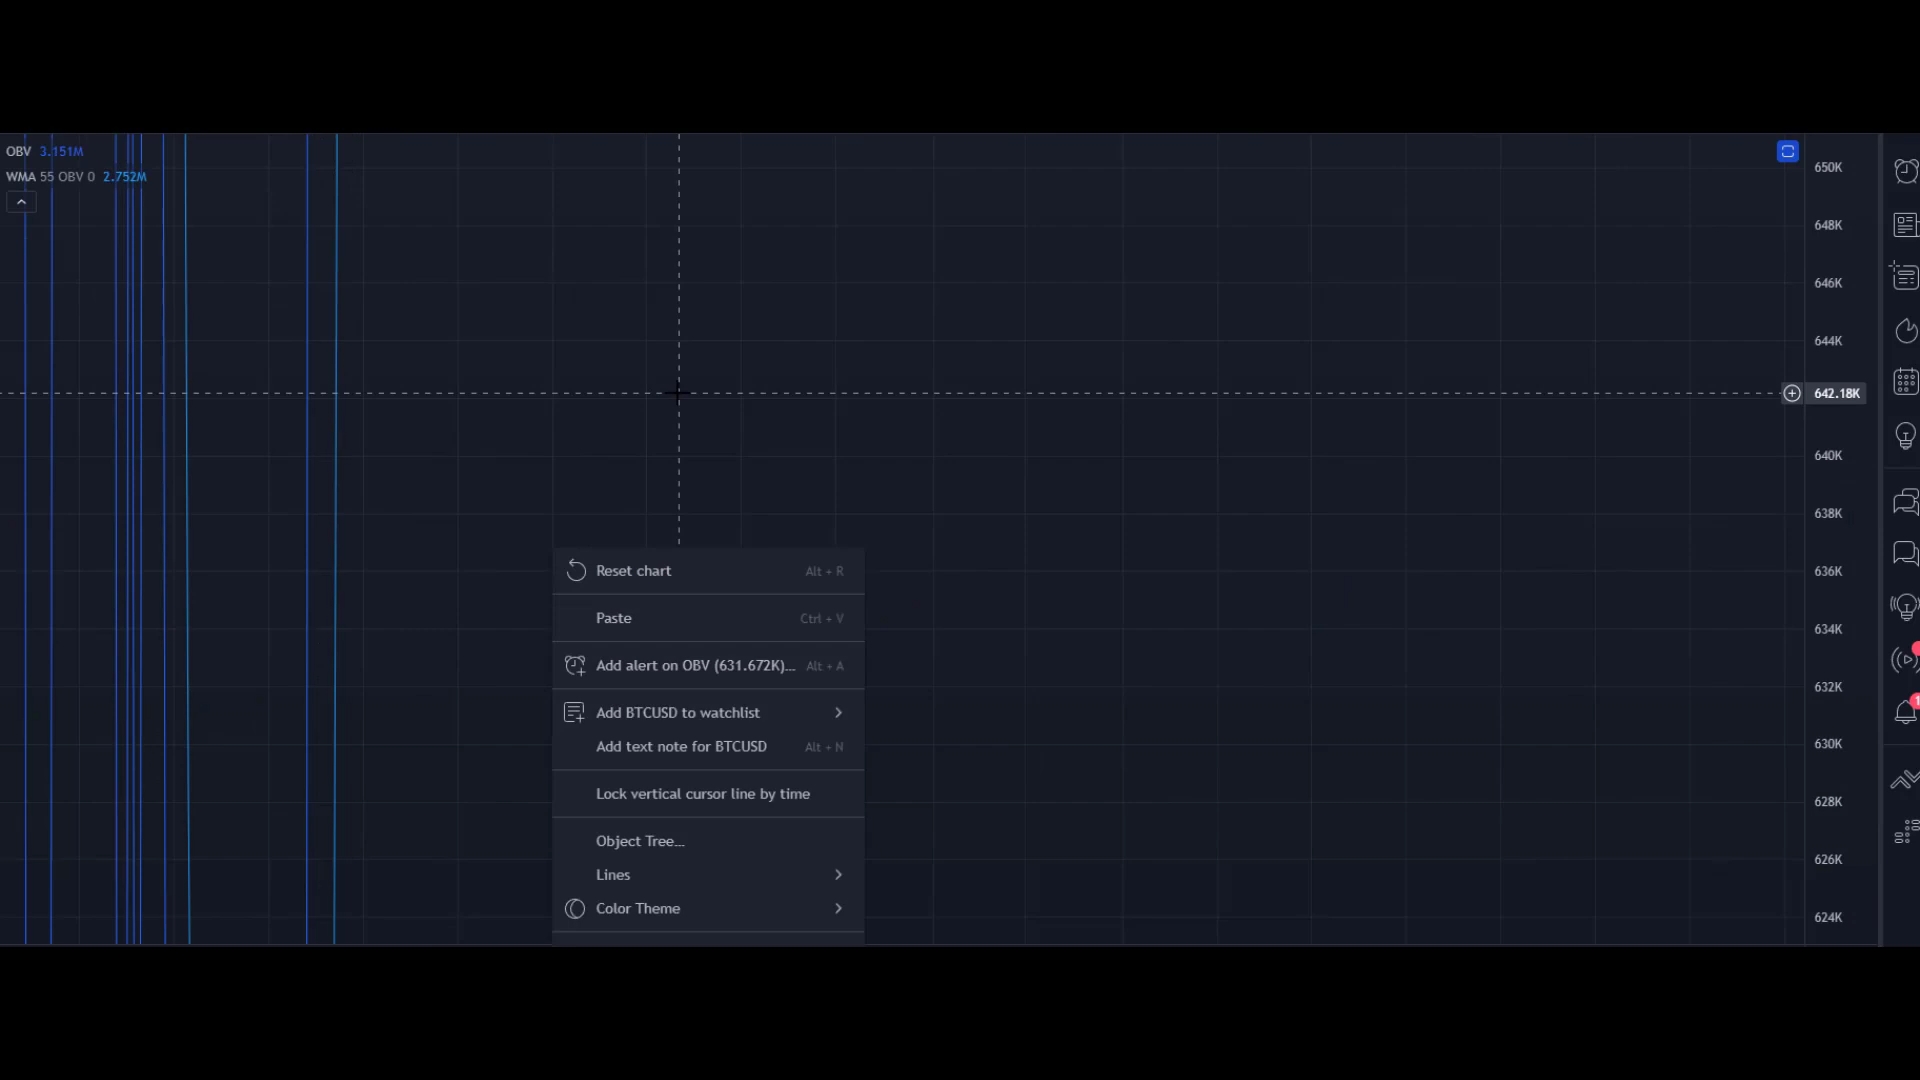 OBV 3.151M
WMA 55 OBV 0 2.752M
650K
648K
646K
644K
642.18K
640K
638K
636K
634K
632K
630K
628K
626K
624K
Reset chart Alt + R
Paste Ctrl + V
Add alert on OBV (631.672K)... Alt + A
Add BTCUSD to watchlist
Add text note for BTCUSD Alt + N
Lock vertical cursor line by time
Object Tree...
Lines
Color Theme